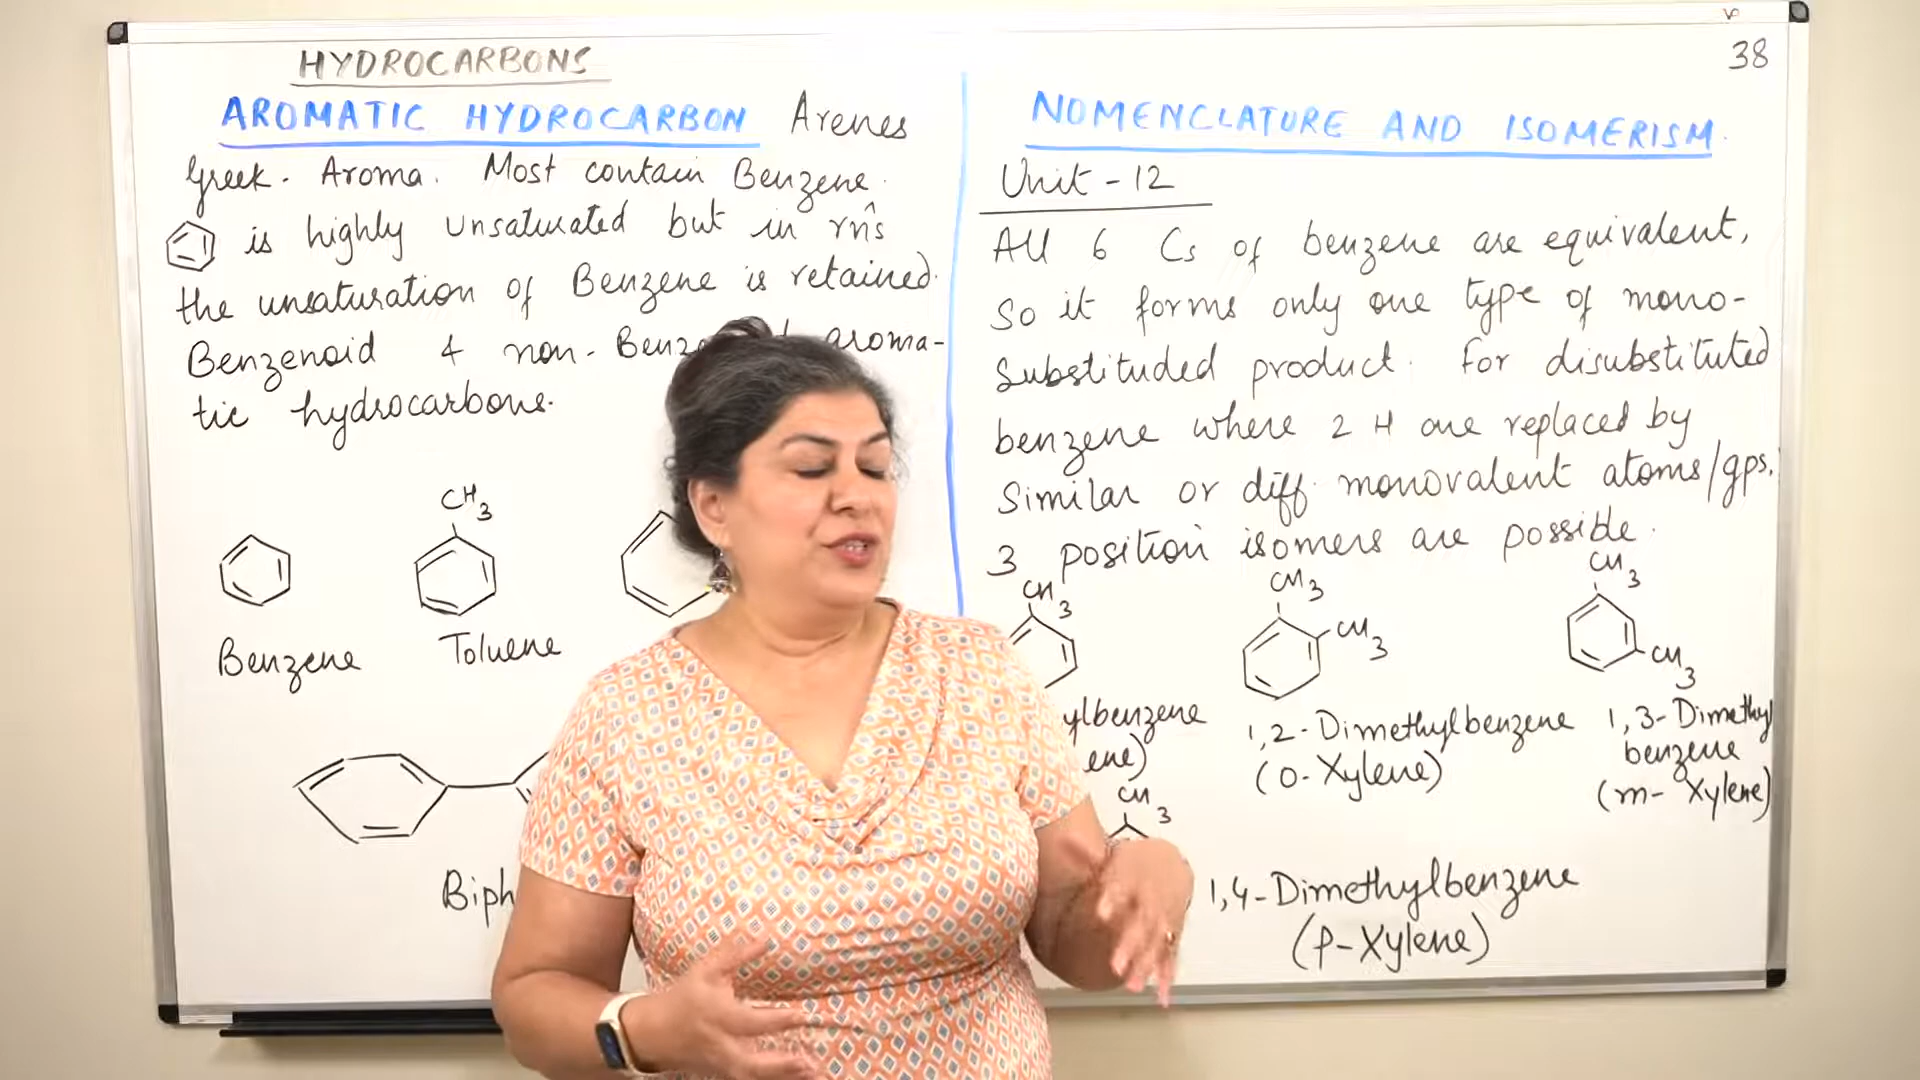 HYDROCARBONS
AROMATIC HYDROCARBON Arenes
Greek. Aroma. Most contain Benzene.
is highly unsaturated but in rn̂s
the unsaturation of Benzene is retained.
Benzenoid & non-Benz aroma-
tic hydrocarbons.
CH3
Benzene
Toluene
Biph
38
NOMENCLATURE AND ISOMERISM.
Unit-12
All 6 Cs of benzene are equivalent,
So it forms only one type of mono-
Substituded product. For disubstituted
benzene where 2 H are replaced by
Similar or diff. monovalent atoms/gps.
3 position isomers are possible.
CH3
CH3
CH3
CH3
CH3
ylbenzene
ene)
1,2-Dimethylbenzene
(o-Xylene)
1,3-Dimethyl
benzene
(m-Xylene)
CH3
1,4-Dimethylbenzene
(p-Xylene)